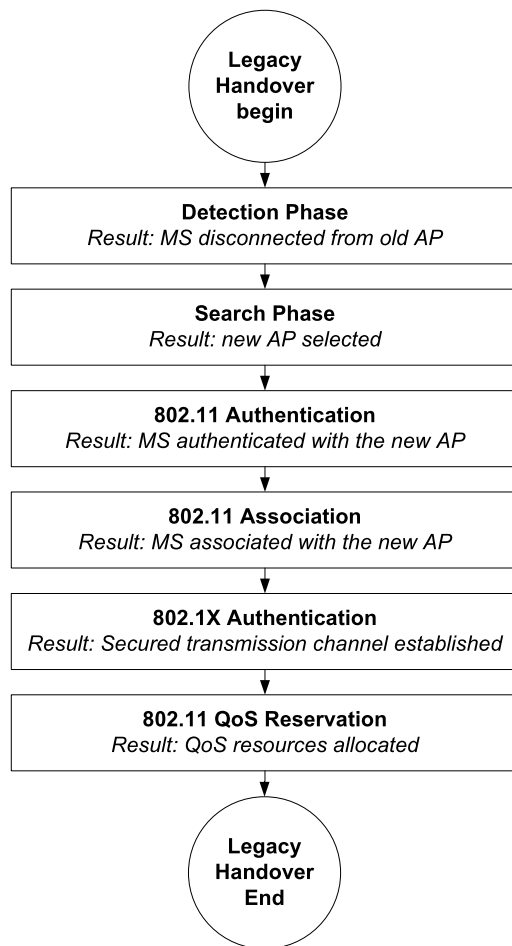 Legacy
Handover
begin
Detection Phase
Result: MS disconnected from old AP
Search Phase
Result: new AP selected
802.11 Authentication
Result: MS authenticated with the new AP
802.11 Association
Result: MS associated with the new AP
802.1X Authentication
Result: Secured transmission channel established
802.11 QoS Reservation
Result: QoS resources allocated
Legacy
Handover
End